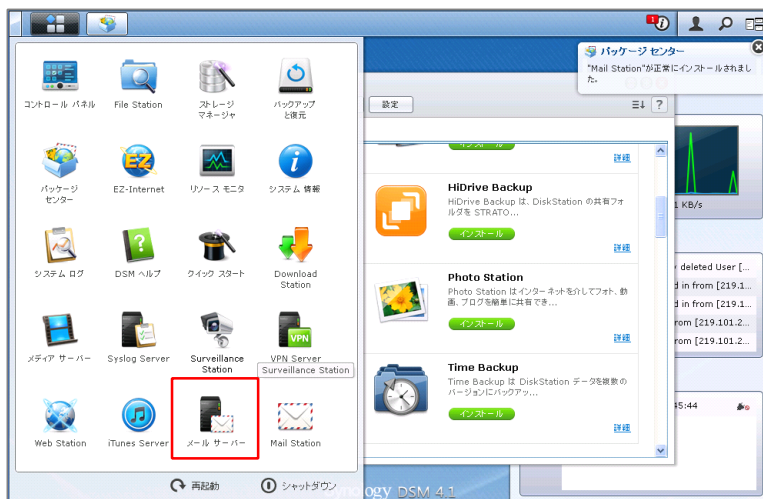 パッケージ センター
"Mail Station"が正常にインストールされまし
た。
コントロール パネル
File Station
ストレージ
マネージャ
バックアップ
と復元
パッケージ
センター
EZ-Internet
リソース モニタ
システム 情報
システム ログ
DSM ヘルプ
クイック スタート
Download
Station
メディア サーバー
Syslog Server
Surveillance
Station
VPN
VPN Server
Surveillance Station
Web Station
iTunes Server
メール サーバー
Mail Station
再起動
シャットダウン
設定
?
インストール
詳細
HiDrive Backup
HiDrive Backup は、DiskStation の共有フォ
ルダを STRATO...
インストール
詳細
Photo Station
Photo Station はインターネットを介してフォト、動
画、ブログを簡単に共有でき...
インストール
詳細
Time Backup
Time Backup は DiskStation データを複数の
バージョンにバックアッ...
インストール
詳細
1 KB/s
deleted User [...
d in from [219.1...
d in from [219.1...
rom [219.101.2...
rom [219.101.2...
45:44
ology DSM 4.1